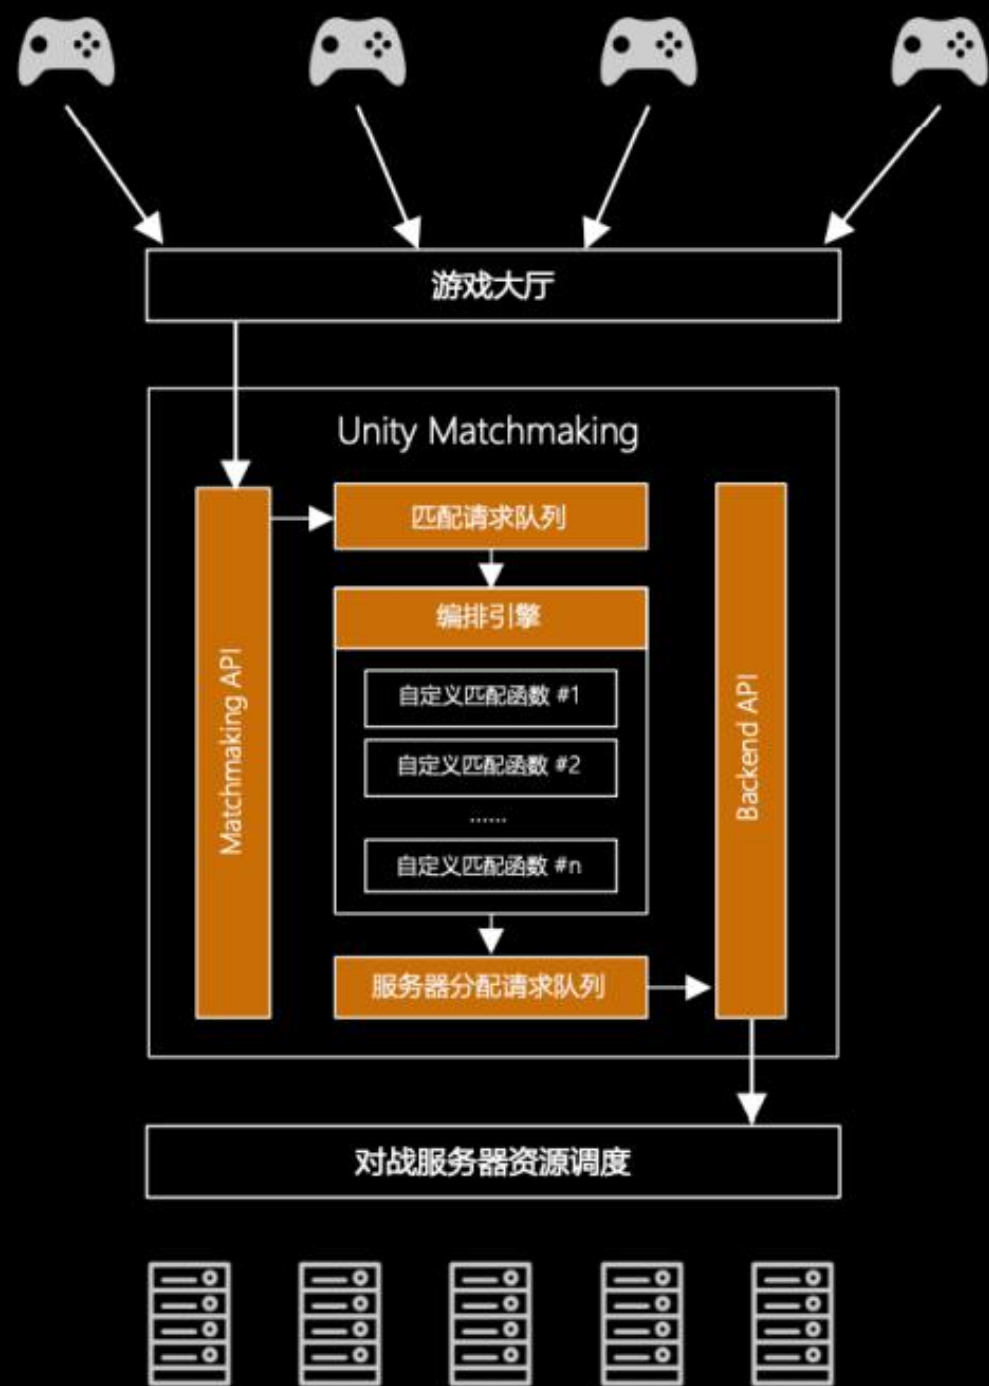 游戏大厅
Unity Matchmaking
Matchmaking API
匹配请求队列
编排引擎
自定义匹配函数 #1
自定义匹配函数 #2
......
自定义匹配函数 #n
服务器分配请求队列
Backend API
对战服务器资源调度